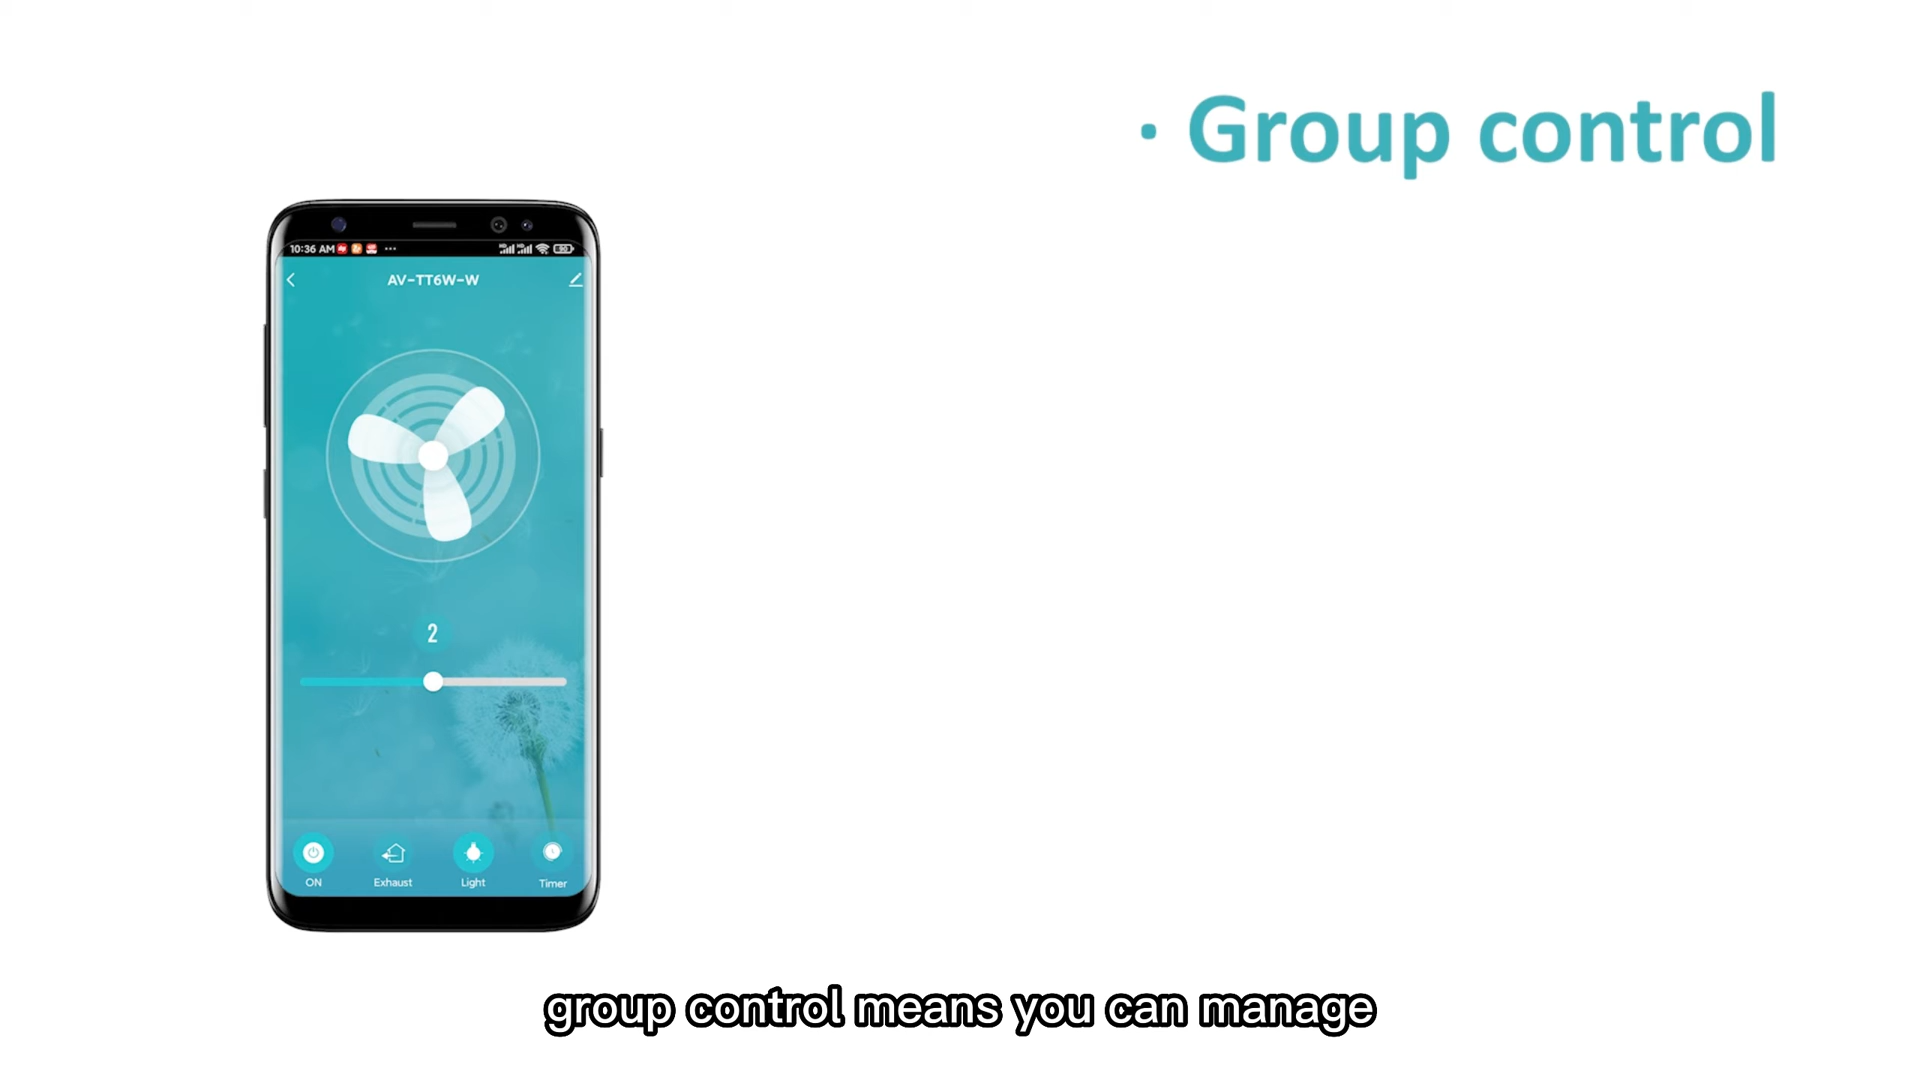 · Group control
10:36 AM
AV-TT6W-W
2
ON
Exhaust
Light
Timer
group control means you can manage